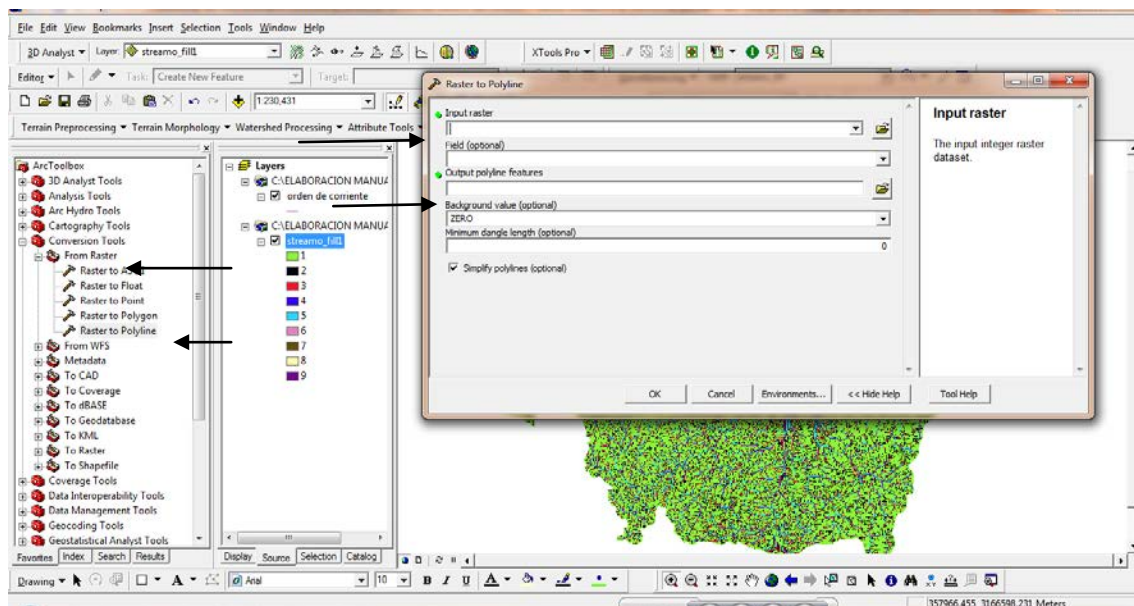 File Edit View Bookmarks Insert Selection Tools Window Help
3D Analyst Layer: streamo_fill1
XTools Pro
Editor Task: Create New Feature Target:
1:230,431
Terrain Preprocessing Terrain Morphology Watershed Processing Attribute Tools
ArcToolbox
3D Analyst Tools
Analysis Tools
Arc Hydro Tools
Cartography Tools
Conversion Tools
From Raster
Raster to
Raster to Float
Raster to Point
Raster to Polygon
Raster to Polyline
From WFS
Metadata
To CAD
To Coverage
To dBASE
To Geodatabase
To KML
To Raster
To Shapefile
Coverage Tools
Data Interoperability Tools
Data Management Tools
Geocoding Tools
Geostatistical Analyst Tools
Favorites Index Search Results
Layers
C:\ELABORACION MANUA
orden de corriente
C:\ELABORACION MANUA
streamo_fill1
1
2
3
4
5
6
7
8
9
Display Source Selection Catalog
Raster to Polyline
Input raster
Field (optional)
Output polyline features
Background value (optional)
ZERO
Minimum dangle length (optional)
0
Simplify polylines (optional)
OK Cancel Environments... << Hide Help Tool Help
Input raster
The input integer raster
dataset.
Drawing A Arial 10 B I U A
357966.455 3166598.231 Meters